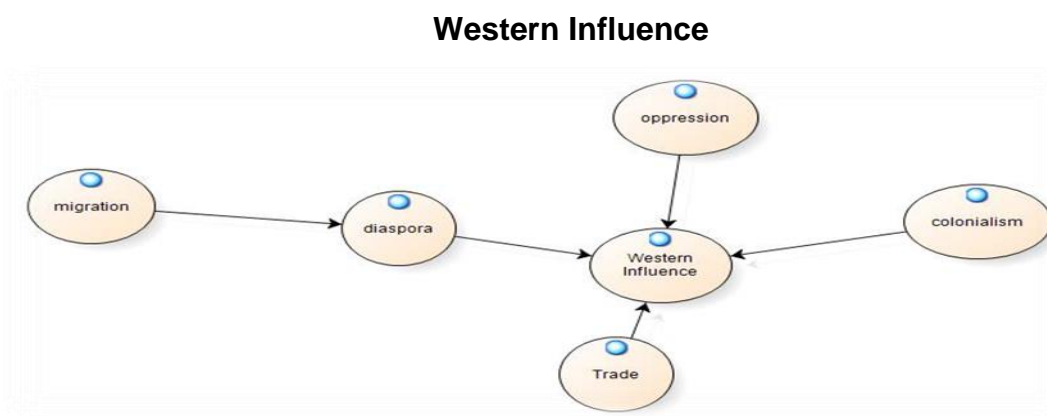 Western Influence
oppression
migration
diaspora
colonialism
Western
Influence
Trade